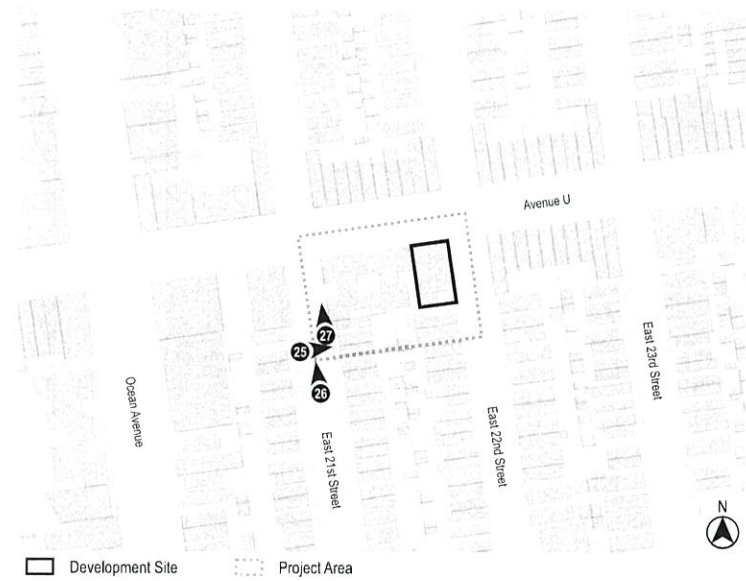 Avenue U
27
25
26
Ocean Avenue
East 21st Street
East 22nd Street
East 23rd Street
N
Development Site
Project Area